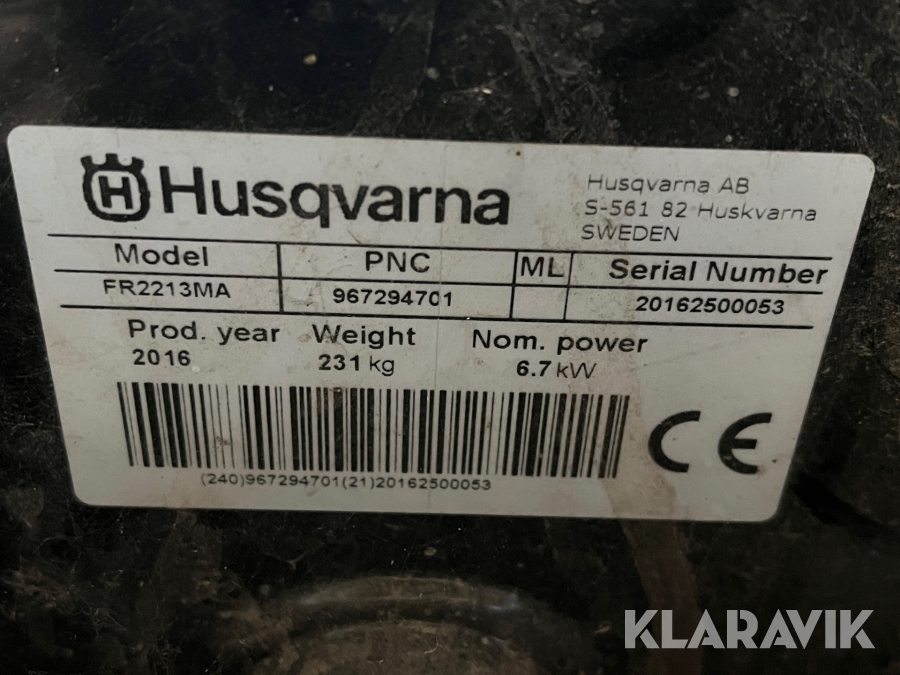 H Husqvarna
Husqvarna AB
S-561 82 Huskvarna
SWEDEN
Model PNC ML Serial Number
FR2213MA 967294701 20162500053
Prod. year Weight Nom. power
2016 231 kg 6.7 kW
CE
(240)967294701(21)20162500053
KLARAVIK